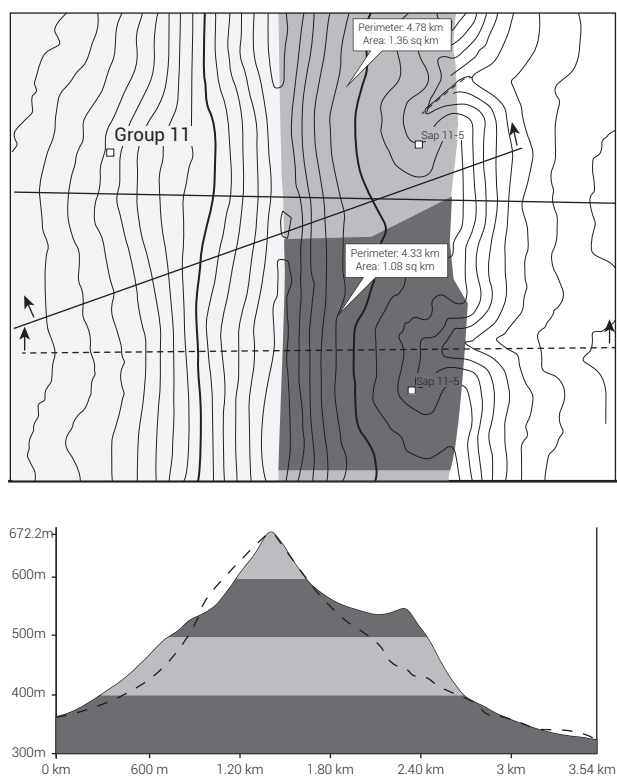 Perimeter: 4.78 km
Area: 1.36 sq km
Group 11
Sap 11-5
Perimeter: 4.33 km
Area: 1.08 sq km
Sap 11-5
672.2m
600m
500m
400m
300m
0 km
600 m
1.20 km
1.80 km
2.40 km
3 km
3.54 km